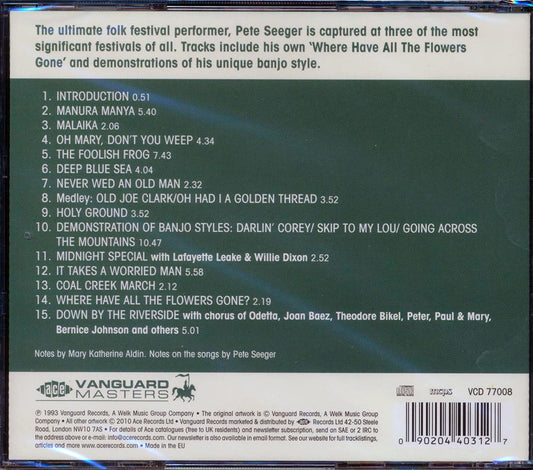 The ultimate folk festival performer, Pete Seeger is captured at three of the most
significant festivals of all. Tracks include his own 'Where Have All The Flowers
Gone' and demonstrations of his unique banjo style.
1. INTRODUCTION 0.51
2. MANURA MANYA 5.40
3. MALAIKA 2.06
4. OH MARY, DON'T YOU WEEP 4.34
5. THE FOOLISH FROG 7.43
6. DEEP BLUE SEA 4.04
7. NEVER WED AN OLD MAN 2.32
8. Medley: OLD JOE CLARK/OH HAD I A GOLDEN THREAD 3.52
9. HOLY GROUND 3.52
10. DEMONSTRATION OF BANJO STYLES: DARLIN' COREY/ SKIP TO MY LOU/ GOING ACROSS
THE MOUNTAINS 10.47
11. MIDNIGHT SPECIAL with Lafayette Leake & Willie Dixon 2.52
12. IT TAKES A WORRIED MAN 5.58
13. COAL CREEK MARCH 2.12
14. WHERE HAVE ALL THE FLOWERS GONE? 2.19
15. DOWN BY THE RIVERSIDE with chorus of Odetta, Joan Baez, Theodore Bikel, Peter, Paul & Mary,
Bernice Johnson and others 5.01
Notes by Mary Katherine Aldin. Notes on the songs by Pete Seeger
ace VANGUARD
MASTERS
mcps VCD 77008
℗ 1993 Vanguard Records, A Welk Music Group Company • The original artwork is © Vanguard Records, A Welk Music Group
Company • All other artwork © 2010 Ace Records Ltd • Vanguard Records marketed & distributed by ace Records Ltd 42-50 Steele
Road, London NW10 7AS • For details of Ace catalogues (free to UK residents) and newsletter subscription, send an SAE or 2 IRC to
the address above or e-mail: info@acerecords.com. Our newsletter is also available in email format. See our website for full tracklistings,
articles and more: www.acerecords.com • Made in the EU
0 90204 40312 7